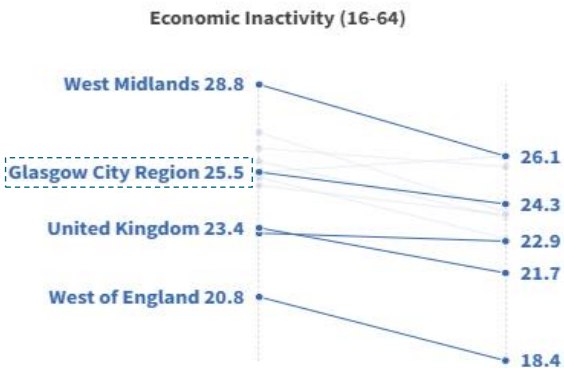 Economic Inactivity (16-64)
West Midlands 28.8
26.1
Glasgow City Region 25.5
24.3
United Kingdom 23.4
22.9
21.7
West of England 20.8
18.4